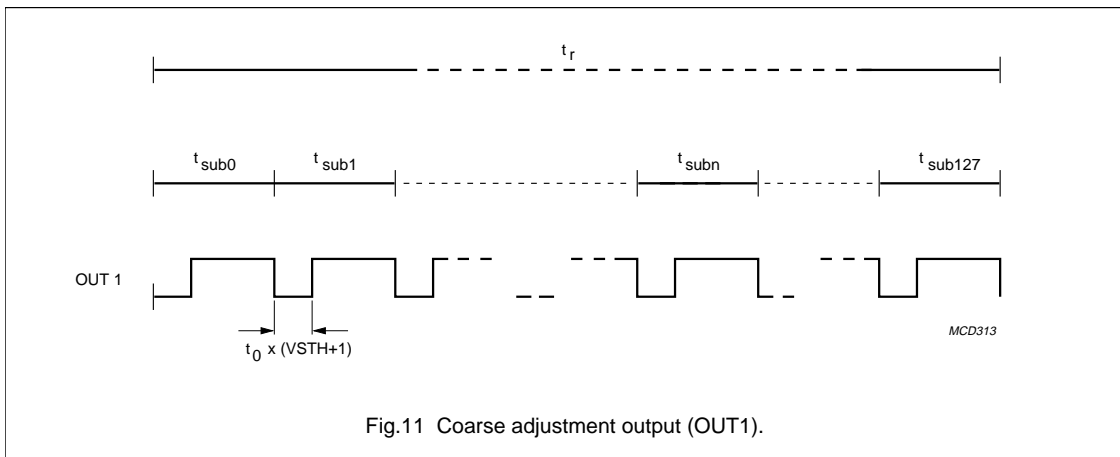 t r
t sub0 t sub1 t subn t sub127
OUT 1
MCD313
t 0 x (VSTH+1)
Fig.11 Coarse adjustment output (OUT1).